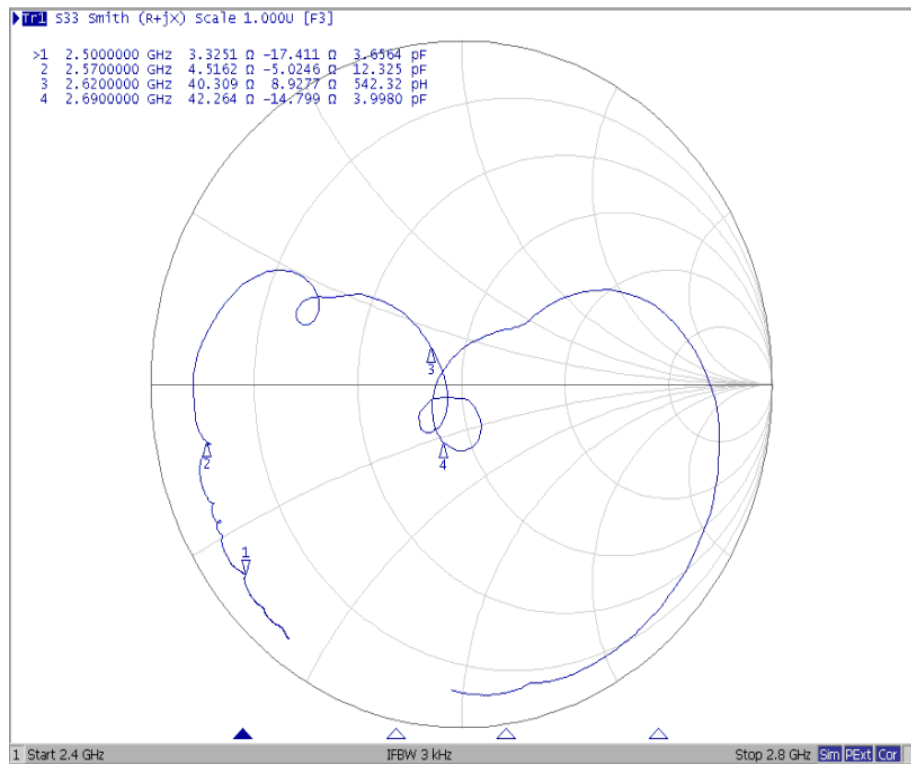 Tr1 S33 Smith (R+jX) Scale 1.000U [F3]
>1 2.5000000 GHz 3.3251 Ω -17.411 Ω 3.6564 pF
2 2.5700000 GHz 4.5162 Ω -5.0246 Ω 12.325 pF
3 2.6200000 GHz 40.309 Ω 8.9277 Ω 542.32 pH
4 2.6900000 GHz 42.264 Ω -14.799 Ω 3.9980 pF
3
2
4
1
1 Start 2.4 GHz IFBW 3 kHz Stop 2.8 GHz Sim PExt Cor